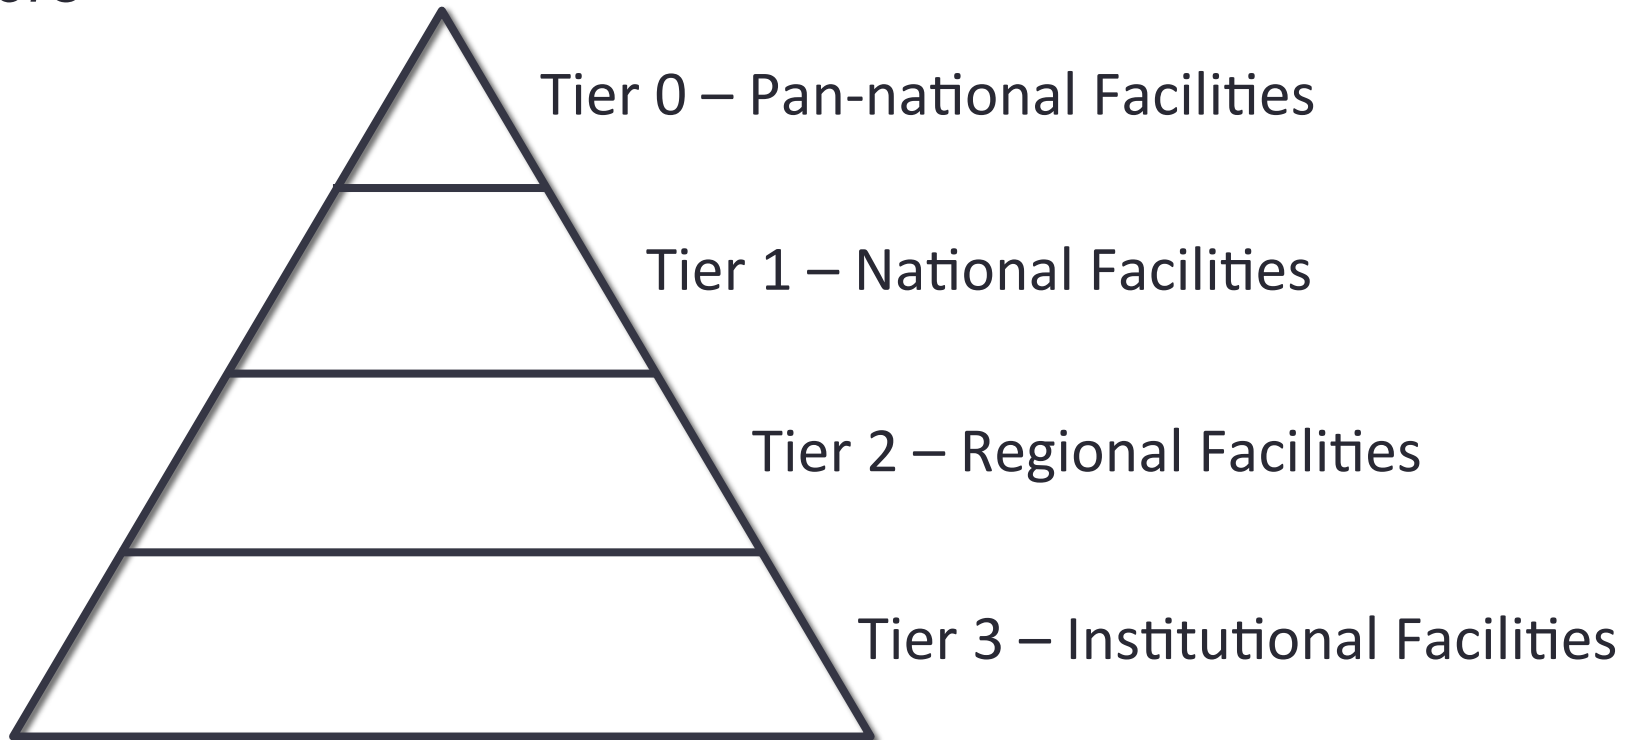 Tier 0 – Pan-national Facilities
Tier 1 – National Facilities
Tier 2 – Regional Facilities
Tier 3 – Institutional Facilities